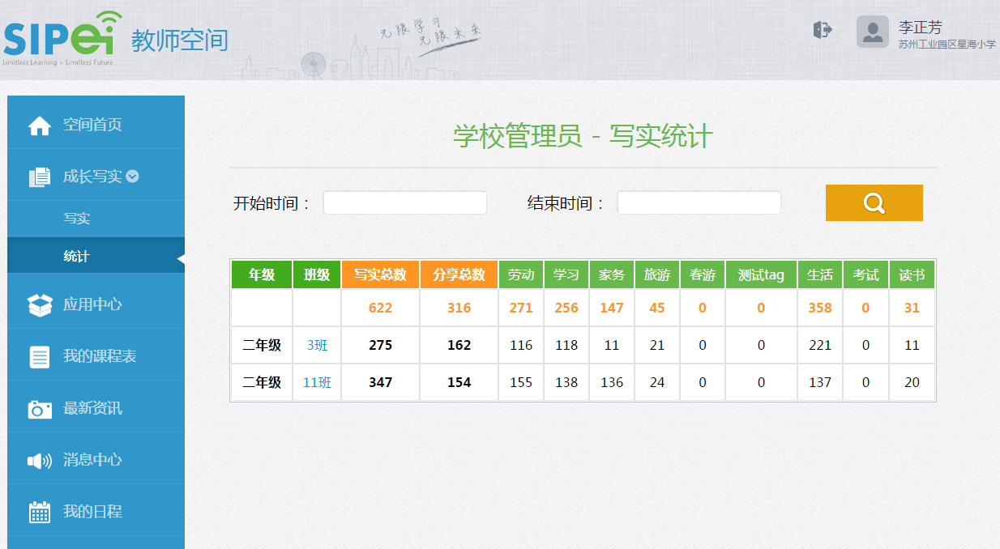 SIPei
Limitless Learning • Limitless Future
教师空间
无限学习
无限未来
李正芳
苏州工业园区星海小学
空间首页
成长写实
写实
统计
应用中心
我的课程表
最新资讯
消息中心
我的日程
学校管理员 - 写实统计
开始时间：
结束时间：
年级 班级 写实总数 分享总数 劳动 学习 家务 旅游 春游 测试tag 生活 考试 读书
622 316 271 256 147 45 0 0 358 0 31
二年级 3班 275 162 116 118 11 21 0 0 221 0 11
二年级 11班 347 154 155 138 136 24 0 0 137 0 20